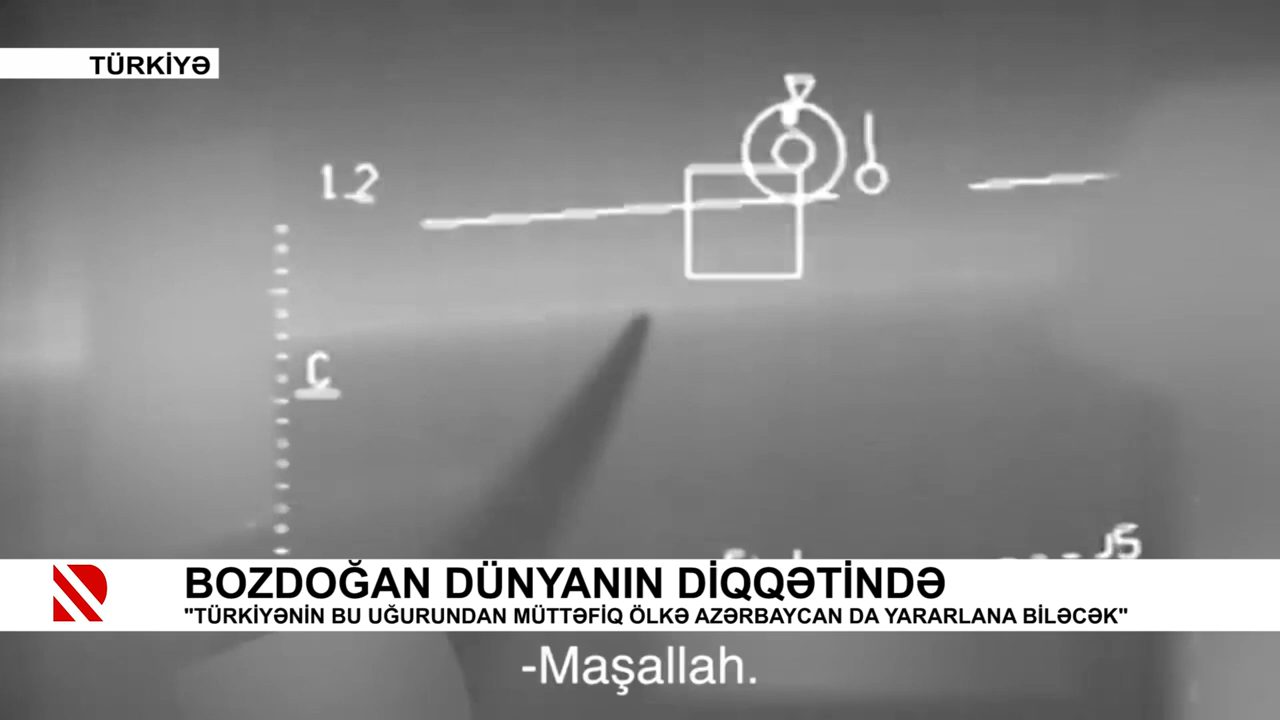 TÜRKİYƏ
1.2
C
BOZDOĞAN DÜNYANIN DİQQƏTİNDƏ
"TÜRKİYƏNİN BU UĞURUNDAN MÜTTƏFİQ ÖLKƏ AZƏRBAYCAN DA YARARLANA BİLƏCƏK"
-Maşallah.